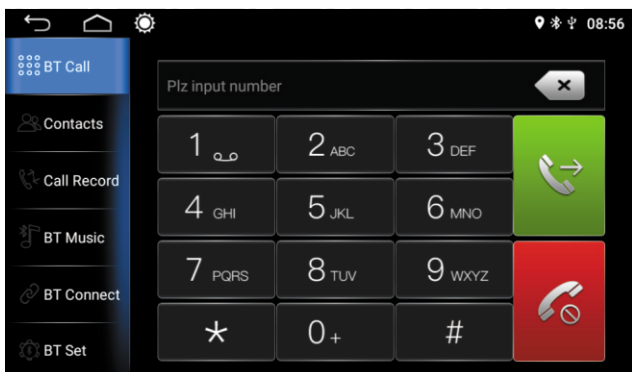 08:56
BT Call
Plz input number
Contacts
Call Record
BT Music
BT Connect
BT Set
1
2 ABC
3 DEF
4 GHI
5 JKL
6 MNO
7 PQRS
8 TUV
9 WXYZ
*
0 +
#